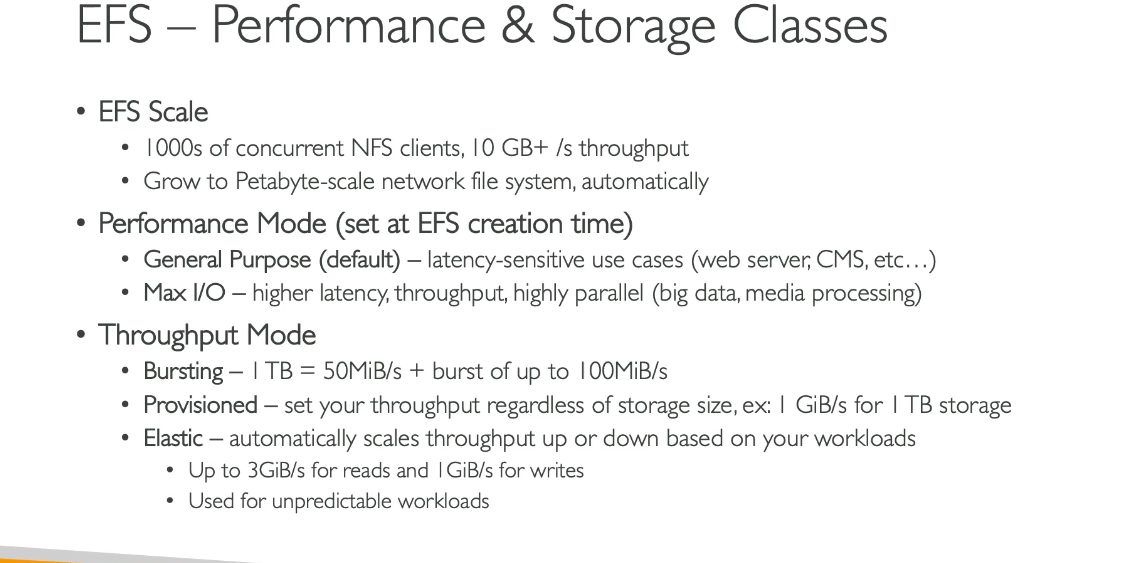 EFS – Performance & Storage Classes
• EFS Scale
• 1000s of concurrent NFS clients, 10 GB+ /s throughput
• Grow to Petabyte-scale network file system, automatically
• Performance Mode (set at EFS creation time)
• General Purpose (default) – latency-sensitive use cases (web server, CMS, etc…)
• Max I/O – higher latency, throughput, highly parallel (big data, media processing)
• Throughput Mode
• Bursting – 1 TB = 50MiB/s + burst of up to 100MiB/s
• Provisioned – set your throughput regardless of storage size, ex: 1 GiB/s for 1 TB storage
• Elastic – automatically scales throughput up or down based on your workloads
• Up to 3GiB/s for reads and 1GiB/s for writes
• Used for unpredictable workloads